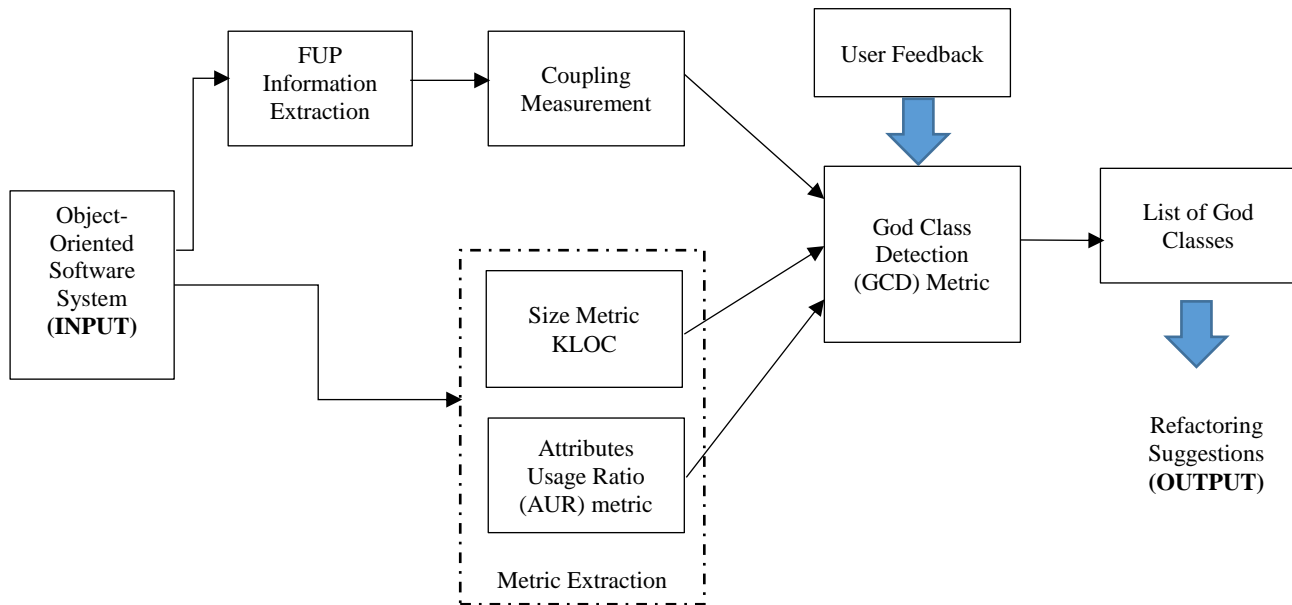 FUP
Information
Extraction
Coupling
Measurement
User Feedback
Object-
Oriented
Software
System
(INPUT)
Size Metric
KLOC
Attributes
Usage Ratio
(AUR) metric
Metric Extraction
God Class
Detection
(GCD) Metric
List of God
Classes
Refactoring
Suggestions
(OUTPUT)